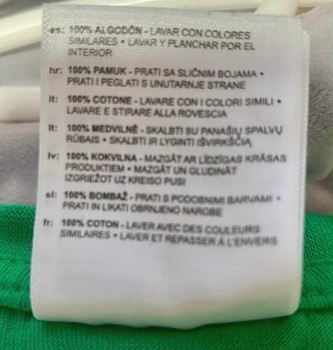 es: 100% ALGODÓN - LAVAR CON COLORES
SIMILARES • LAVAR Y PLANCHAR POR EL
INTERIOR
hr: 100% PAMUK - PRATI SA SLIČNIM BOJAMA •
PRATI I PEGLATI S UNUTARNJE STRANE
it: 100% COTONE - LAVARE CON I COLORI SIMILI •
LAVARE E STIRARE ALLA ROVESCIA
lt: 100% MEDVILNĖ - SKALBTI SU PANAŠIŲ SPALVŲ
RŪBAIS • SKALBTI IR LYGINTI IŠVIRKŠČIĄ
lv: 100% KOKVILNA - MAZGĀT AR LĪDZĪGAS KRĀSAS
PRODUKTIEM • MAZGĀT UN GLUDINĀT
IZGRIEŽOT UZ KREISO PUSI
sl: 100% BOMBAŽ - PRATI S PODOBNIMI BARVAMI •
PRATI IN LIKATI OBRNJENO NAROBE
fr: 100% COTON - LAVER AVEC DES COULEURS
SIMILAIRES • LAVER ET REPASSER À L'ENVERS